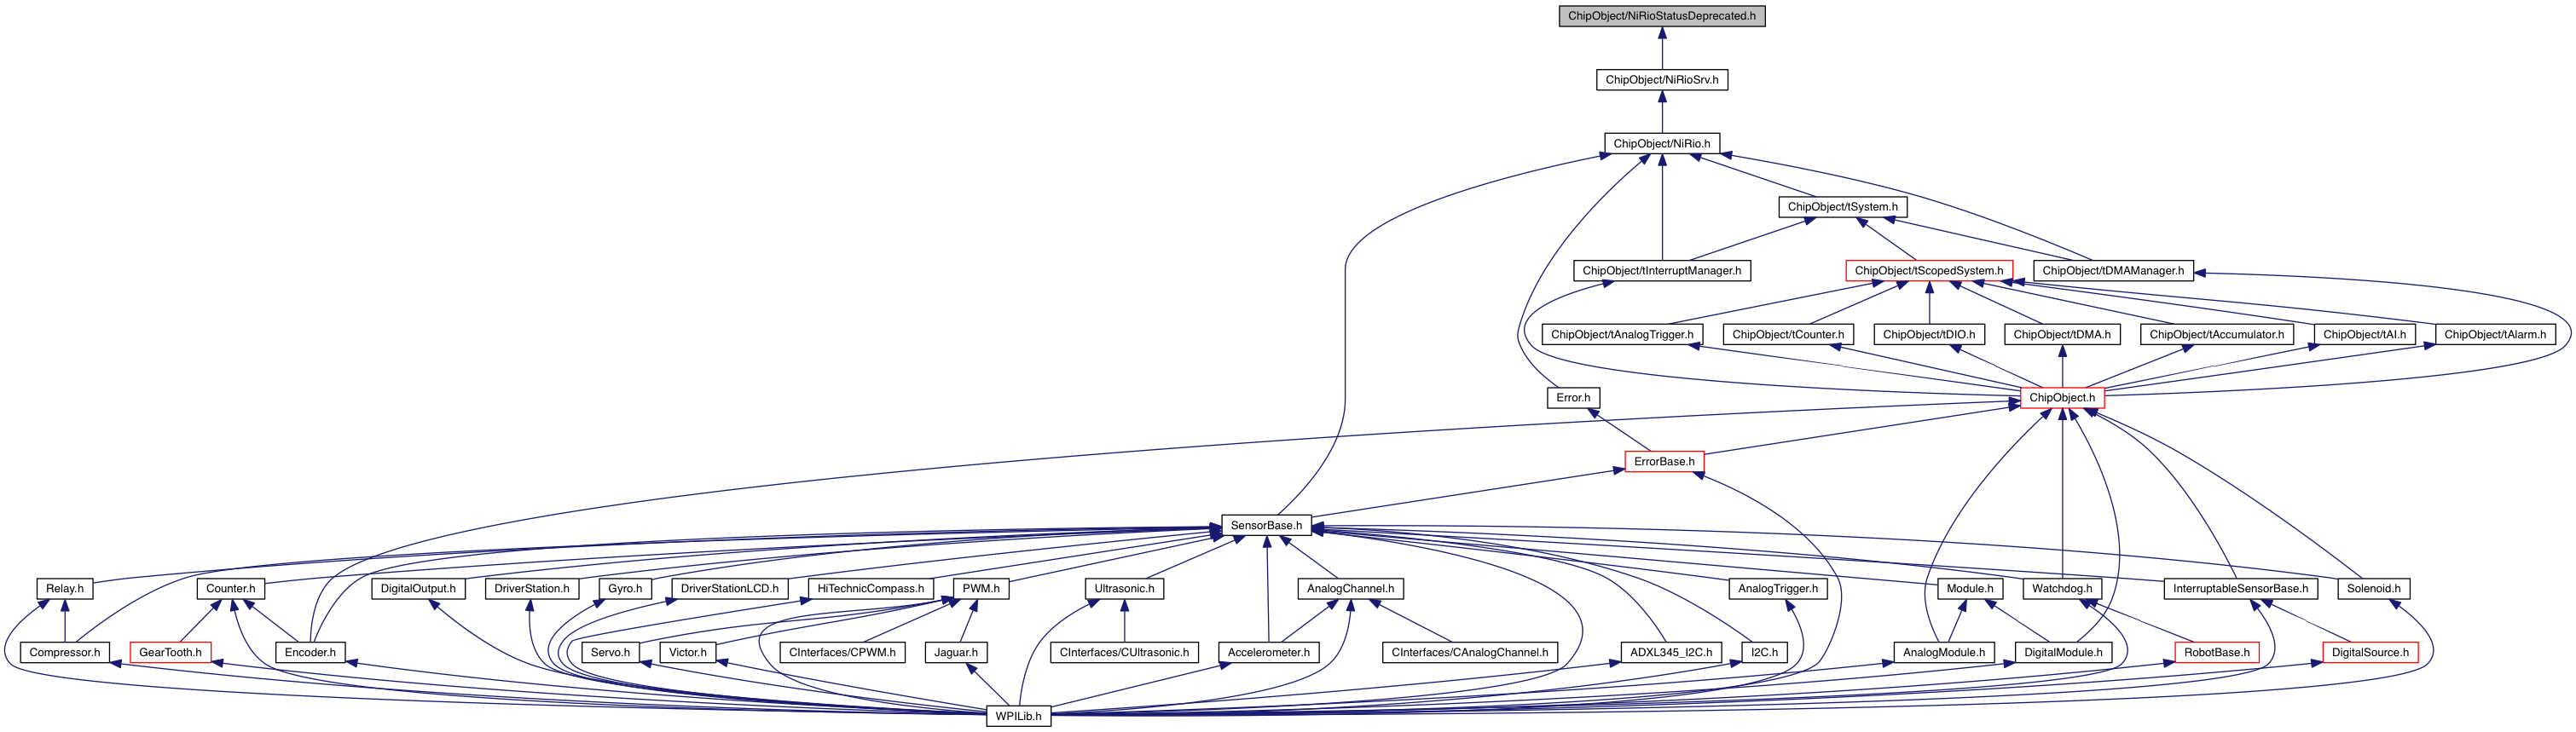 ChipObject/NiRioStatusDeprecated.h
ChipObject/NiRioSrv.h
ChipObject/NiRio.h
ChipObject/tSystem.h
ChipObject/tInterruptManager.h
ChipObject/tScopedSystem.h
ChipObject/tDMAManager.h
ChipObject/tAnalogTrigger.h
ChipObject/tCounter.h
ChipObject/tDIO.h
ChipObject/tDMA.h
ChipObject/tAccumulator.h
ChipObject/tAI.h
ChipObject/tAlarm.h
Error.h
ChipObject.h
ErrorBase.h
SensorBase.h
Relay.h
Counter.h
DigitalOutput.h
DriverStation.h
Gyro.h
DriverStationLCD.h
HiTechnicCompass.h
PWM.h
Ultrasonic.h
AnalogChannel.h
AnalogTrigger.h
Module.h
Watchdog.h
InterruptableSensorBase.h
Solenoid.h
Compressor.h
GearTooth.h
Encoder.h
Servo.h
Victor.h
CInterfaces/CPWM.h
Jaguar.h
CInterfaces/CUltrasonic.h
Accelerometer.h
CInterfaces/CAnalogChannel.h
ADXL345_I2C.h
I2C.h
AnalogModule.h
DigitalModule.h
RobotBase.h
DigitalSource.h
WPILib.h